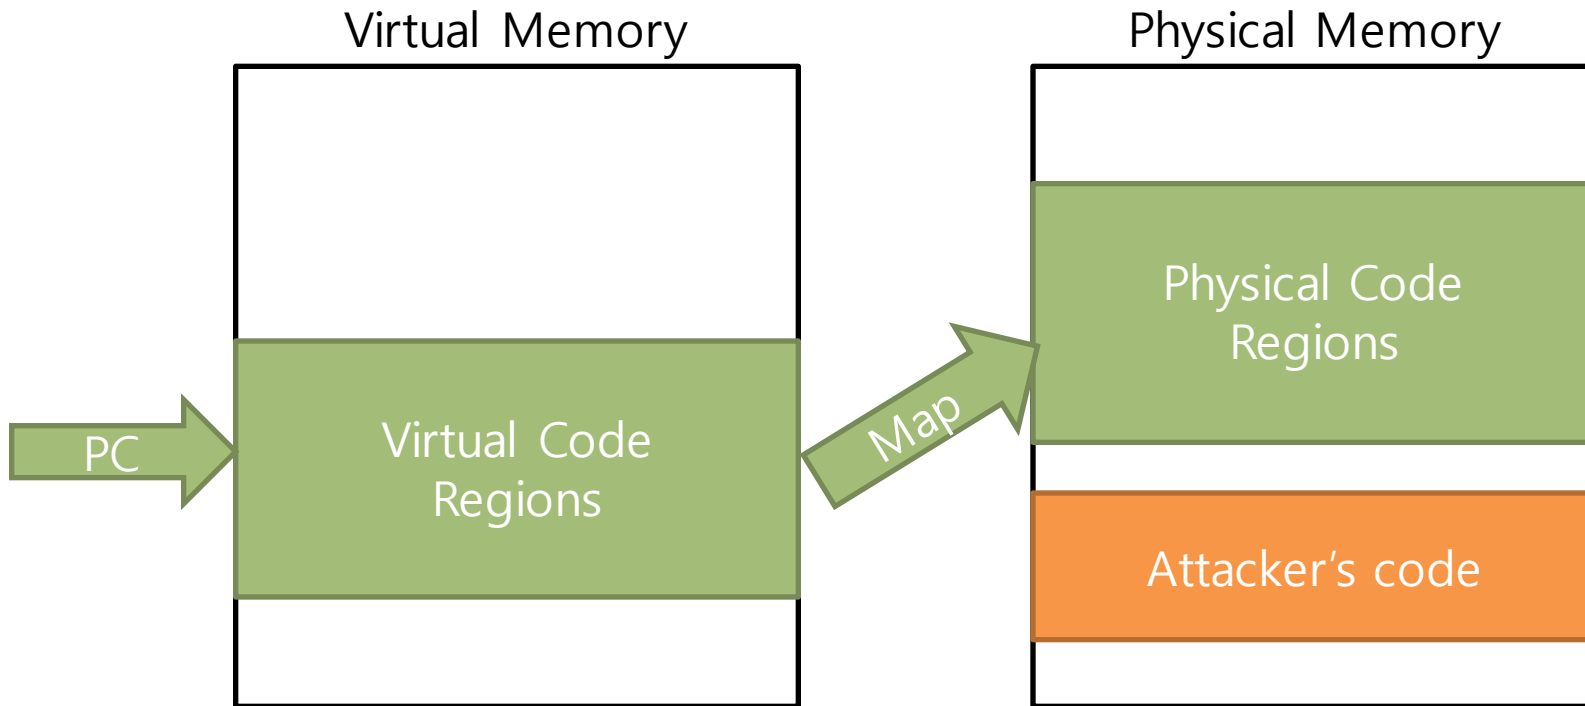 Virtual Memory
Physical Memory
PC
Virtual Code
Regions
Map
Physical Code
Regions
Attacker's code